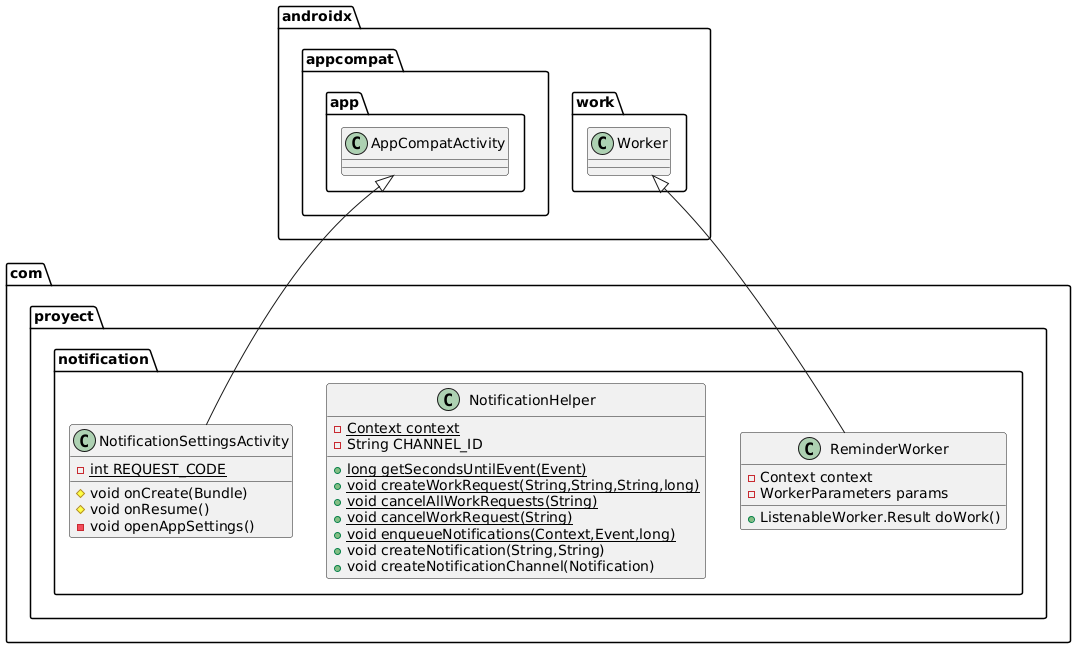 androidx
appcompat
app
work
C AppCompatActivity
C Worker
com
proyect
notification
C NotificationSettingsActivity
int REQUEST_CODE
void onCreate(Bundle)
void onResume()
void openAppSettings()
C NotificationHelper
Context context
String CHANNEL_ID
long getSecondsUntilEvent(Event)
void createWorkRequest(String,String,String,long)
void cancelAllWorkRequests(String)
void cancelWorkRequest(String)
void enqueueNotifications(Context,Event,long)
void createNotification(String,String)
void createNotificationChannel(Notification)
C ReminderWorker
Context context
WorkerParameters params
ListenableWorker.Result doWork()